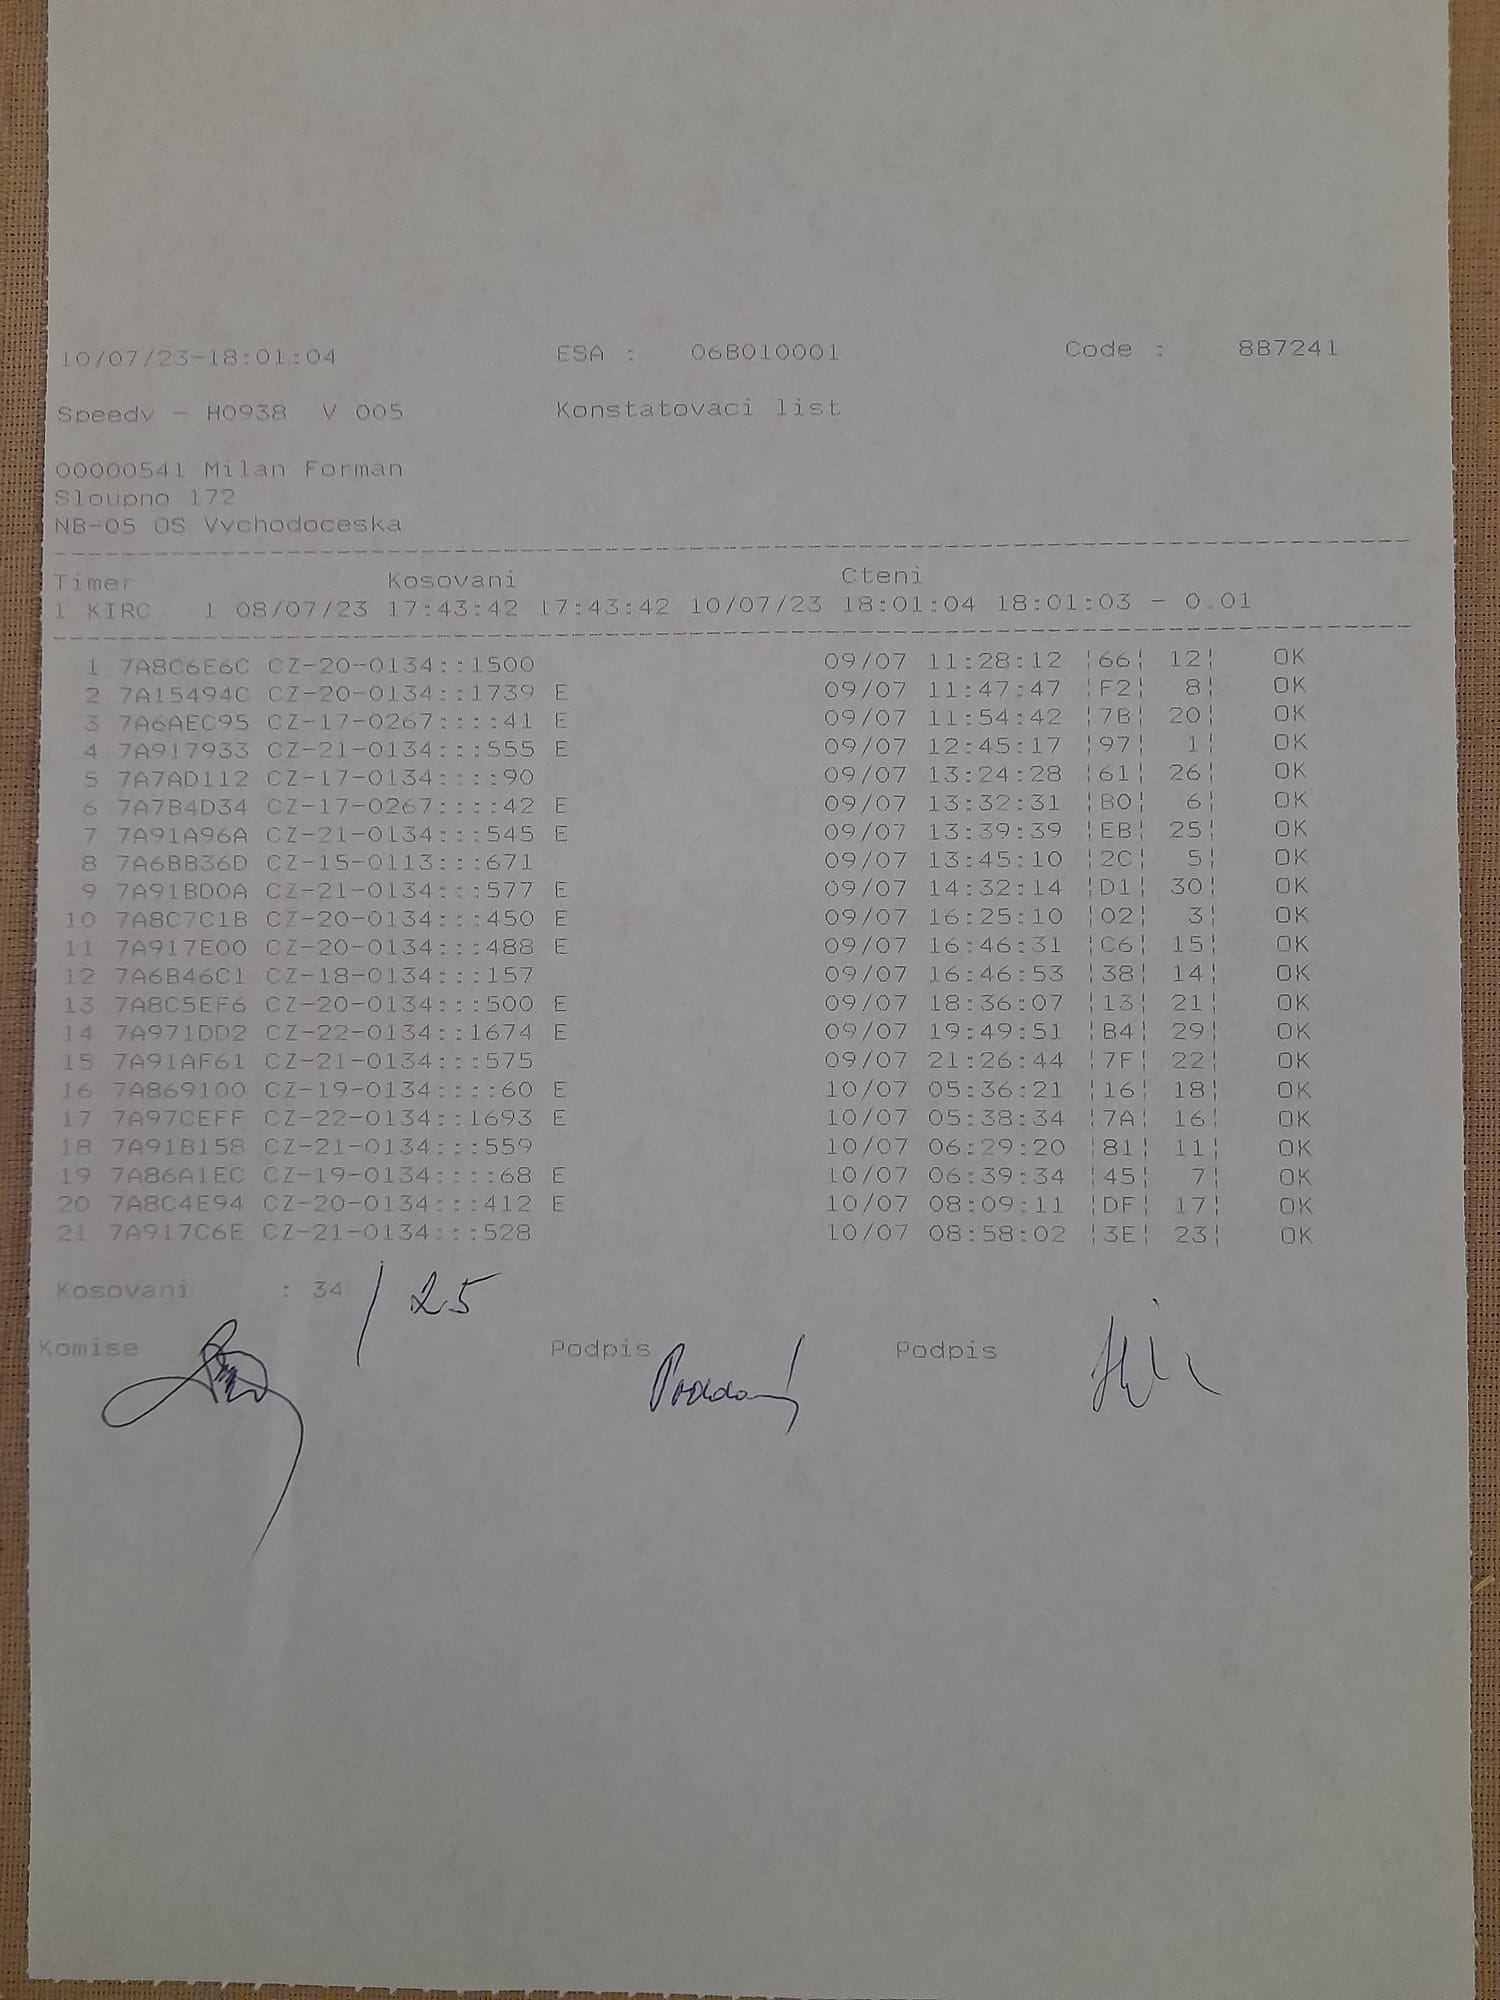 10/07/23-18:01:04 ESA : 06B010001 Code : 887241
Speedv - H0938 V 005 Konstatovaci list
00000541 Milan Forman
Sloupno 172
NB-05 OS Vychodoceska
Timer Kosovani Cteni
1 KIRC 1 08/07/23 17:43:42 17:43:42 10/07/23 18:01:04 18:01:03 - 0.01
1 7A8C6E6C CZ-20-0134::1500 09/07 11:28:12 ¦66¦ 12¦ OK
2 7A15494C CZ-20-0134::1739 E 09/07 11:47:47 ¦F2¦ 8¦ OK
3 7A6AEC95 CZ-17-0267::::41 E 09/07 11:54:42 ¦7B¦ 20¦ OK
4 7A917933 CZ-21-0134:::555 E 09/07 12:45:17 ¦97¦ 1¦ OK
5 7A7AD112 CZ-17-0134::::90 09/07 13:24:28 ¦61¦ 26¦ OK
6 7A7B4D34 CZ-17-0267::::42 E 09/07 13:32:31 ¦B0¦ 6¦ OK
7 7A91A96A CZ-21-0134:::545 E 09/07 13:39:39 ¦EB¦ 25¦ OK
8 7A6BB36D CZ-15-0113:::671 09/07 13:45:10 ¦2C¦ 5¦ OK
9 7A91BD0A CZ-21-0134:::577 E 09/07 14:32:14 ¦D1¦ 30¦ OK
10 7A8C7C1B CZ-20-0134:::450 E 09/07 16:25:10 ¦02¦ 3¦ OK
11 7A917E00 CZ-20-0134:::488 E 09/07 16:46:31 ¦C6¦ 15¦ OK
12 7A6B46C1 CZ-18-0134:::157 09/07 16:46:53 ¦38¦ 14¦ OK
13 7A8C5EF6 CZ-20-0134:::500 E 09/07 18:36:07 ¦13¦ 21¦ OK
14 7A971DD2 CZ-22-0134::1674 E 09/07 19:49:51 ¦B4¦ 29¦ OK
15 7A91AF61 CZ-21-0134:::575 09/07 21:26:44 ¦7F¦ 22¦ OK
16 7A869100 CZ-19-0134::::60 E 10/07 05:36:21 ¦16¦ 18¦ OK
17 7A97CEFF CZ-22-0134::1693 E 10/07 05:38:34 ¦7A¦ 16¦ OK
18 7A91B158 CZ-21-0134:::559 10/07 06:29:20 ¦81¦ 11¦ OK
19 7A86A1EC CZ-19-0134::::68 E 10/07 06:39:34 ¦45¦ 7¦ OK
20 7A8C4E94 CZ-20-0134:::412 E 10/07 08:09:11 ¦DF¦ 17¦ OK
21 7A917C6E CZ-21-0134:::528 10/07 08:58:02 ¦3E¦ 23¦ OK
Kosovani : 34 / 25
Komise Podpis Podpis